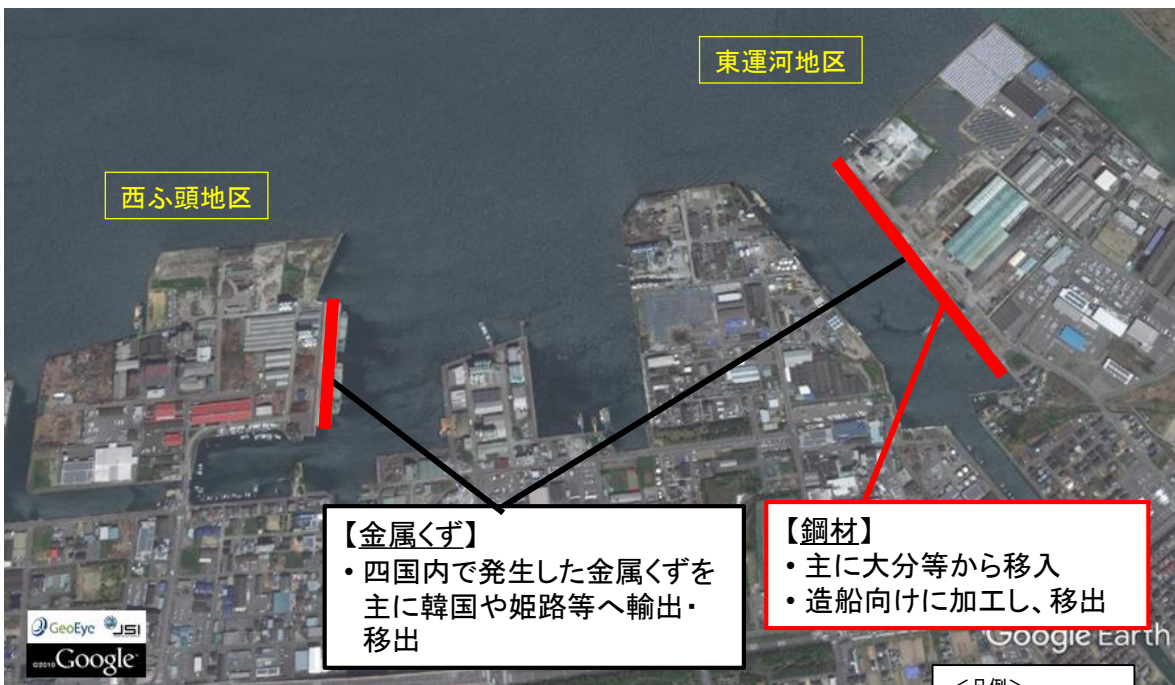 東運河地区
西ふ頭地区
【金属くず】
• 四国内で発生した金属くずを
主に韓国や姫路等へ輸出・
移出
【鋼材】
• 主に大分等から移入
• 造船向けに加工し、移出
GeoEye JSI
©2010 Google
Google Earth
＜凡例＞